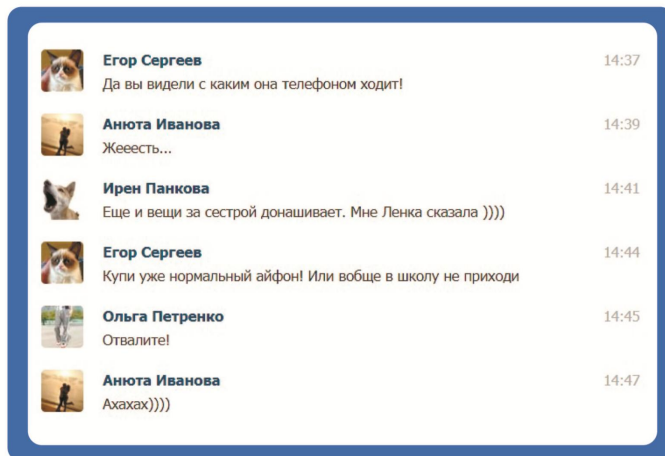 Егор Сергеев 14:37
Да вы видели с каким она телефоном ходит!
Анюта Иванова 14:39
Жееесть...
Ирен Панкова 14:41
Еще и вещи за сестрой донашивает. Мне Ленка сказала ))))
Егор Сергеев 14:44
Купи уже нормальный айфон! Или вобще в школу не приходи
Ольга Петренко 14:45
Отвалите!
Анюта Иванова 14:47
Ахахах))))